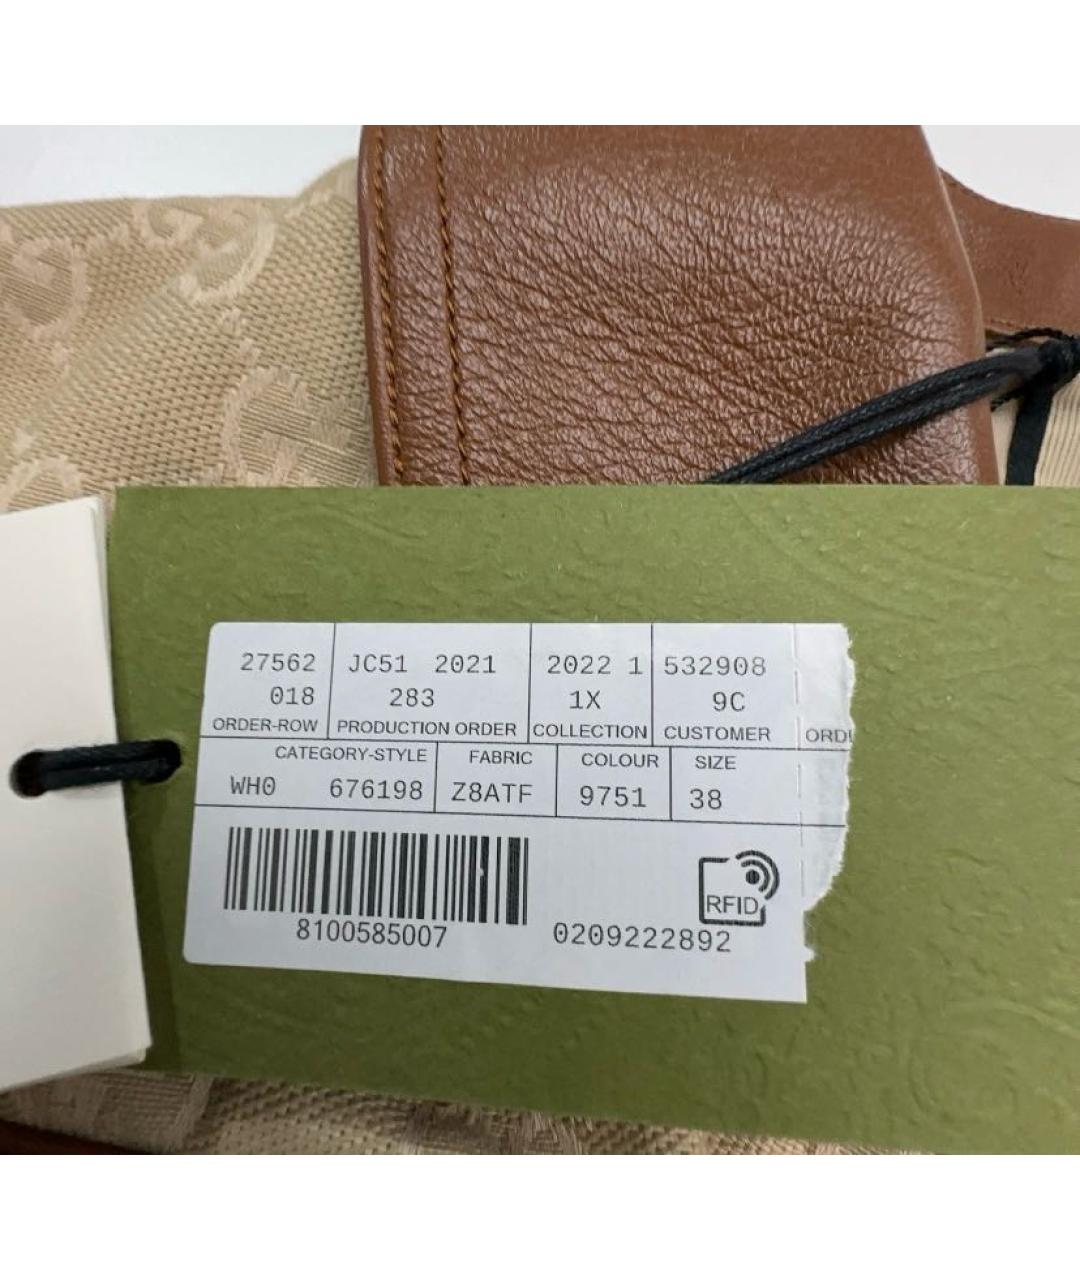 27562 JC51 2021 2022 1 532908
018 283 1X 9C
ORDER-ROW PRODUCTION ORDER COLLECTION CUSTOMER ORD
CATEGORY-STYLE FABRIC COLOUR SIZE
WH0 676198 Z8ATF 9751 38
RFID
8100585007 0209222892